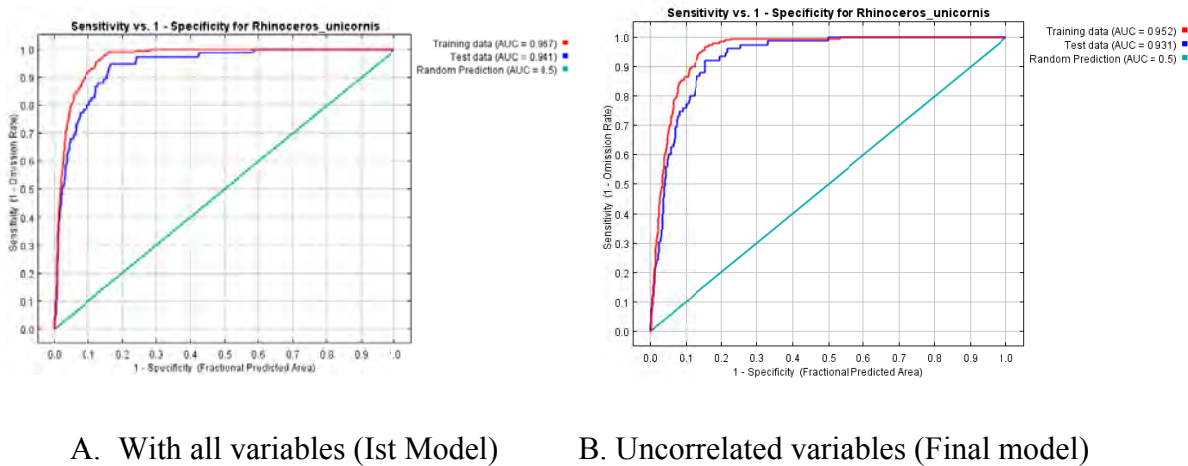 Sensitivity vs. 1 - Specificity for Rhinoceros_unicornis
Training data (AUC = 0.967)
Test data (AUC = 0.941)
Random Prediction (AUC = 0.5)
Sensitivity (1 - Omission Rate)
1.0
0.9
0.8
0.7
0.6
0.5
0.4
0.3
0.2
0.1
0.0
0.0 0.1 0.2 0.3 0.4 0.5 0.6 0.7 0.8 0.9 1.0
1 - Specificity (Fractional Predicted Area)
Sensitivity vs. 1 - Specificity for Rhinoceros_unicornis
Training data (AUC = 0.952)
Test data (AUC = 0.931)
Random Prediction (AUC = 0.5)
Sensitivity (1 - Omission Rate)
1.0
0.9
0.8
0.7
0.6
0.5
0.4
0.3
0.2
0.1
0.0
0.0 0.1 0.2 0.3 0.4 0.5 0.6 0.7 0.8 0.9 1.0
1 - Specificity (Fractional Predicted Area)
A. With all variables (Ist Model)
B. Uncorrelated variables (Final model)